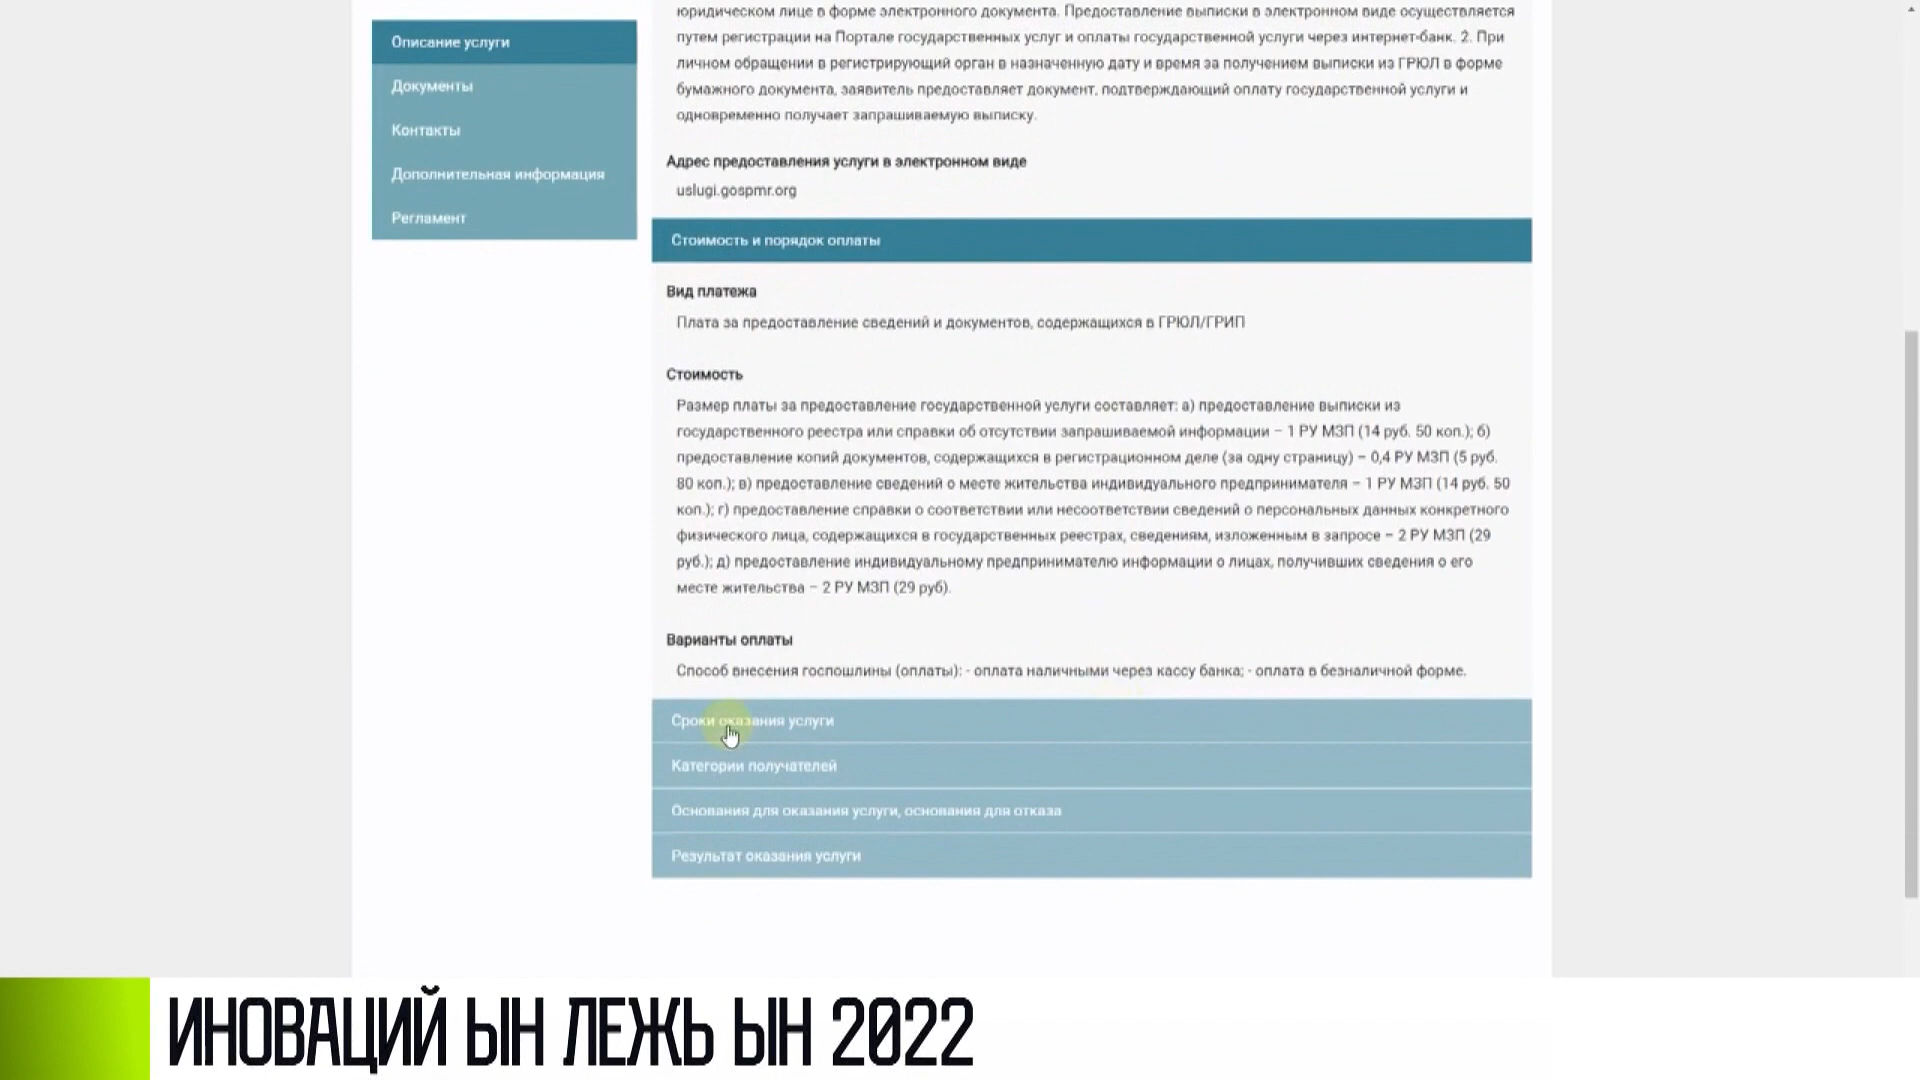 Описание услуги
Документы
Контакты
Дополнительная информация
Регламент
юридическом лице в форме электронного документа. Предоставление выписки в электронном виде осуществляется
путем регистрации на Портале государственных услуг и оплаты государственной услуги через интернет-банк. 2. При
личном обращении в регистрирующий орган в назначенную дату и время за получением выписки из ГРЮЛ в форме
бумажного документа, заявитель предоставляет документ, подтверждающий оплату государственной услуги и
одновременно получает запрашиваемую выписку.
Адрес предоставления услуги в электронном виде
uslugi.gospmr.org
Стоимость и порядок оплаты
Вид платежа
Плата за предоставление сведений и документов, содержащихся в ГРЮЛ/ГРИП
Стоимость
Размер платы за предоставление государственной услуги составляет: а) предоставление выписки из
государственного реестра или справки об отсутствии запрашиваемой информации – 1 РУ МЗП (14 руб. 50 коп.); б)
предоставление копий документов, содержащихся в регистрационном деле (за одну страницу) – 0,4 РУ МЗП (5 руб.
80 коп.); в) предоставление сведений о месте жительства индивидуального предпринимателя – 1 РУ МЗП (14 руб. 50
коп.); г) предоставление справки о соответствии или несоответствии сведений о персональных данных конкретного
физического лица, содержащихся в государственных реестрах, сведениям, изложенным в запросе – 2 РУ МЗП (29
руб.); д) предоставление индивидуальному предпринимателю информации о лицах, получивших сведения о его
месте жительства – 2 РУ МЗП (29 руб).
Варианты оплаты
Способ внесения госпошлины (оплаты): - оплата наличными через кассу банка; - оплата в безналичной форме.
Сроки оказания услуги
Категории получателей
Основания для оказания услуги, основания для отказа
Результат оказания услуги
ИНОВАЦИЙ ЫН ЛЕЖЬ ЫН 2022